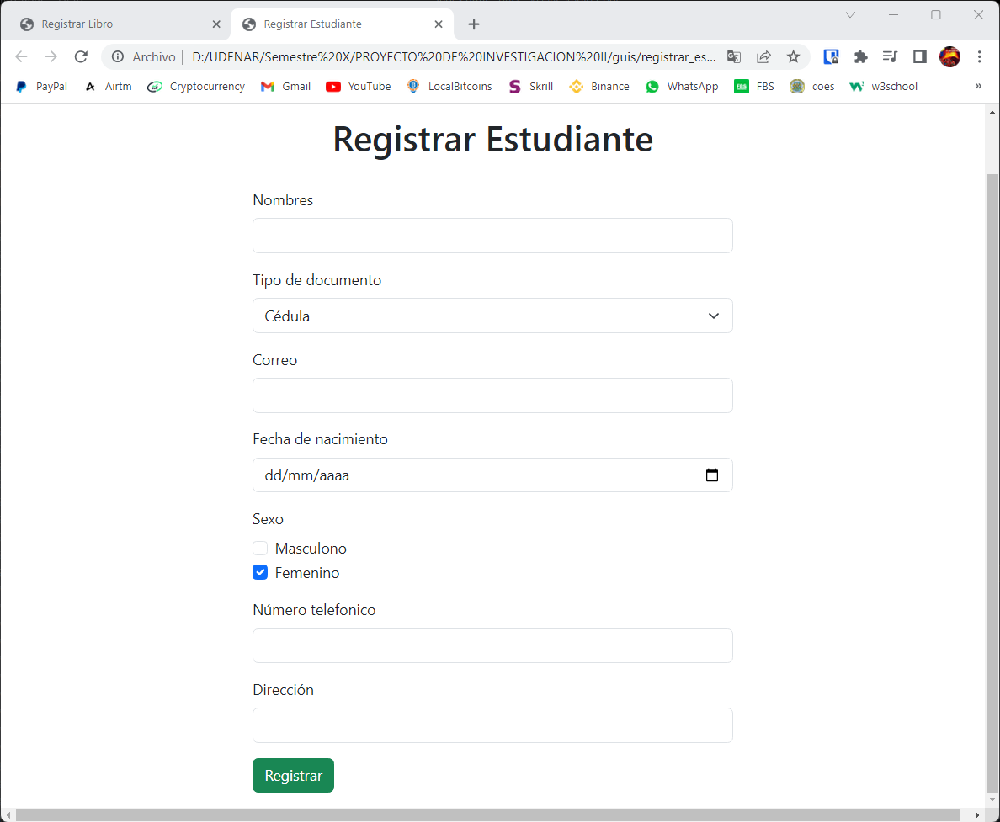 Registrar Libro
Registrar Estudiante
Archivo D:/UDENAR/Semestre%20X/PROYECTO%20DE%20INVESTIGACION%20II/guis/registrar_es...
PayPal Airtm Cryptocurrency Gmail YouTube LocalBitcoins Skrill Binance WhatsApp FBS FBS coes w3school »
Registrar Estudiante
Nombres
Tipo de documento
Cédula
Correo
Fecha de nacimiento
dd/mm/aaaa
Sexo
Masculono
Femenino
Número telefonico
Dirección
Registrar